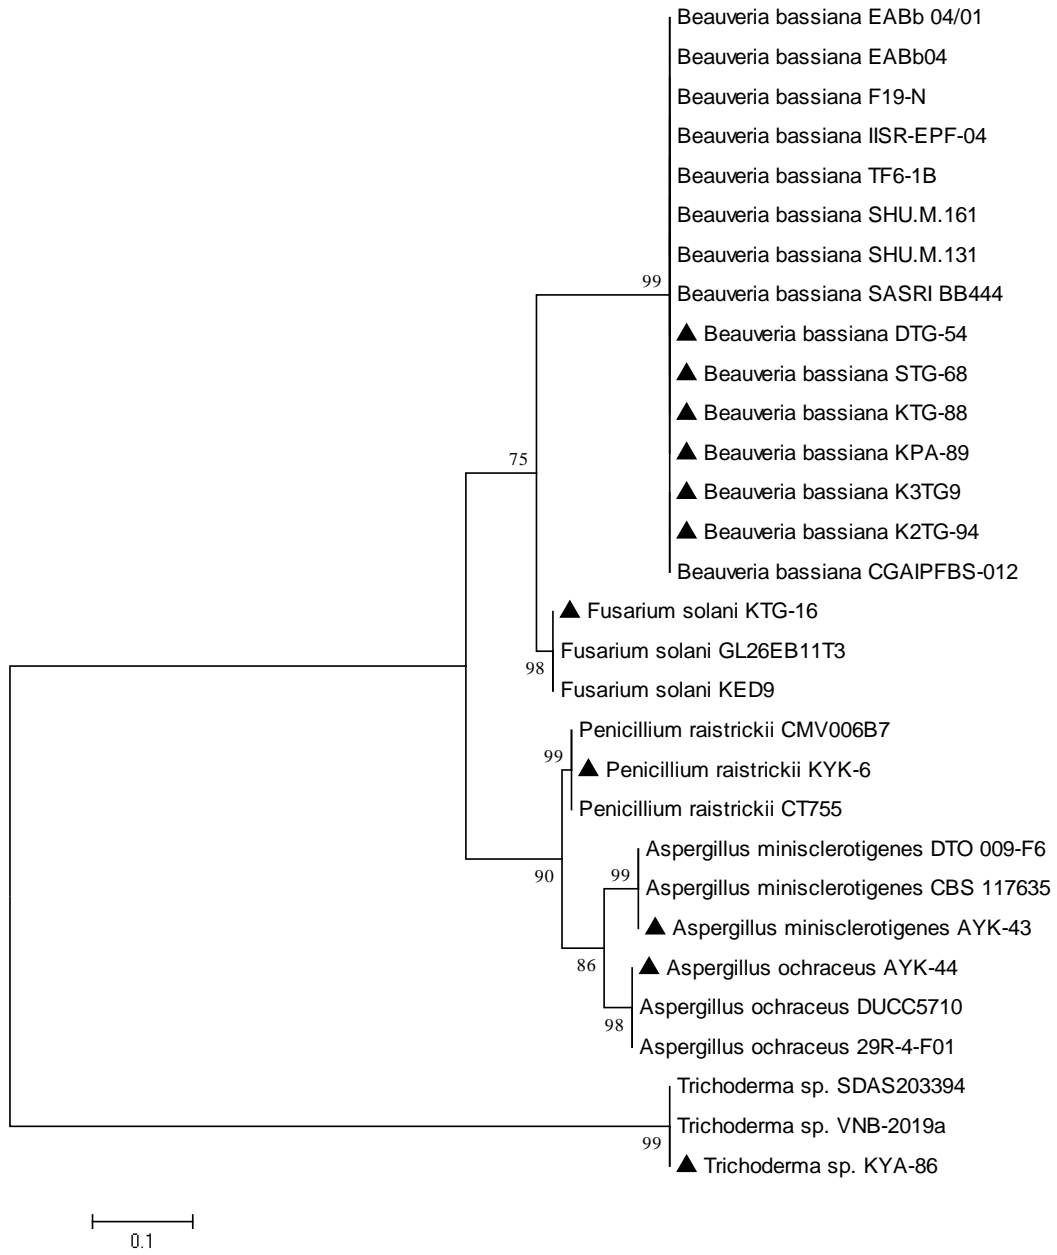 Beauveria bassiana EABb 04/01
Beauveria bassiana EABb04
Beauveria bassiana F19-N
Beauveria bassiana IISR-EPF-04
Beauveria bassiana TF6-1B
Beauveria bassiana SHU.M.161
Beauveria bassiana SHU.M.131
99
Beauveria bassiana SASRI BB444
Beauveria bassiana DTG-54
Beauveria bassiana STG-68
Beauveria bassiana KTG-88
Beauveria bassiana KPA-89
75
Beauveria bassiana K3TG9
Beauveria bassiana K2TG-94
Beauveria bassiana CGAIPFBS-012
Fusarium solani KTG-16
Fusarium solani GL26EB11T3
98
Fusarium solani KED9
Penicillium raistrickii CMV006B7
99
Penicillium raistrickii KYK-6
Penicillium raistrickii CT755
Aspergillus minisclerotigenes DTO 009-F6
90
99
Aspergillus minisclerotigenes CBS 117635
Aspergillus minisclerotigenes AYK-43
86
Aspergillus ochraceus AYK-44
Aspergillus ochraceus DUCC5710
98
Aspergillus ochraceus 29R-4-F01
Trichoderma sp. SDAS203394
Trichoderma sp. VNB-2019a
99
Trichoderma sp. KYA-86
0.1